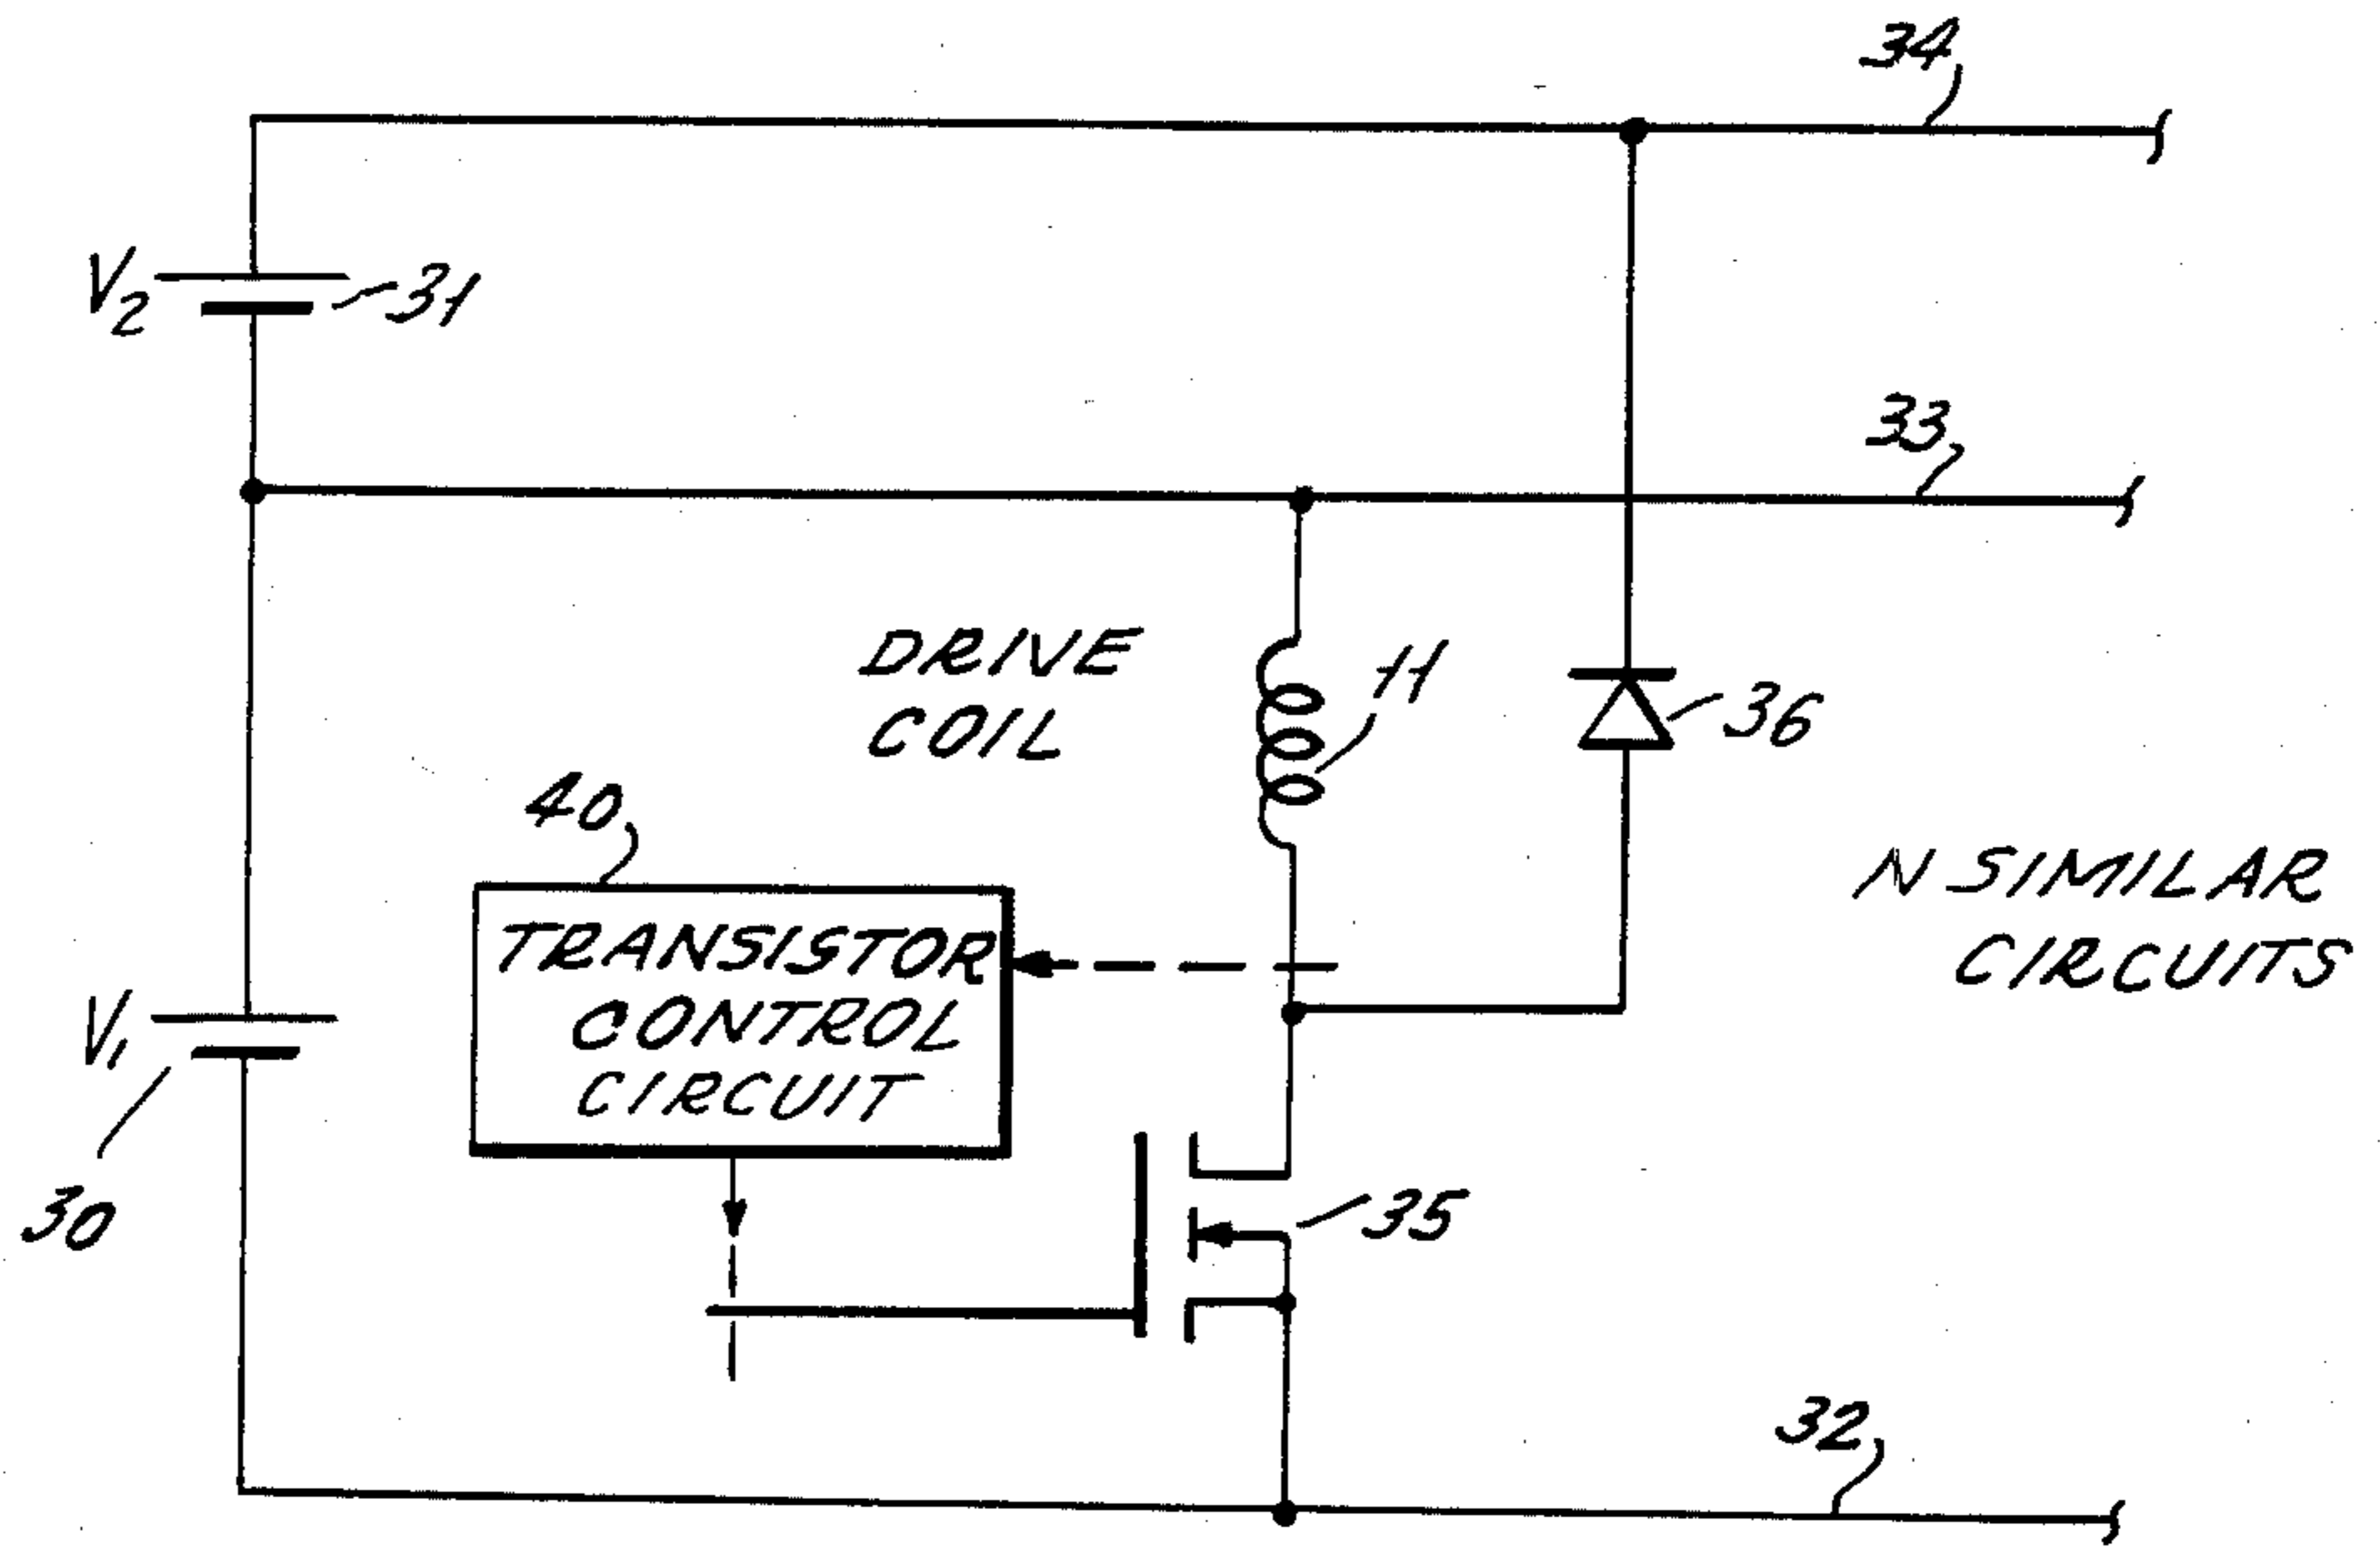 34
V2
31
33
DRIVE
COIL
11
36
40
N SIMILAR
CIRCUITS
TRANSISTOR
CONTROL
CIRCUIT
V1
30
35
32